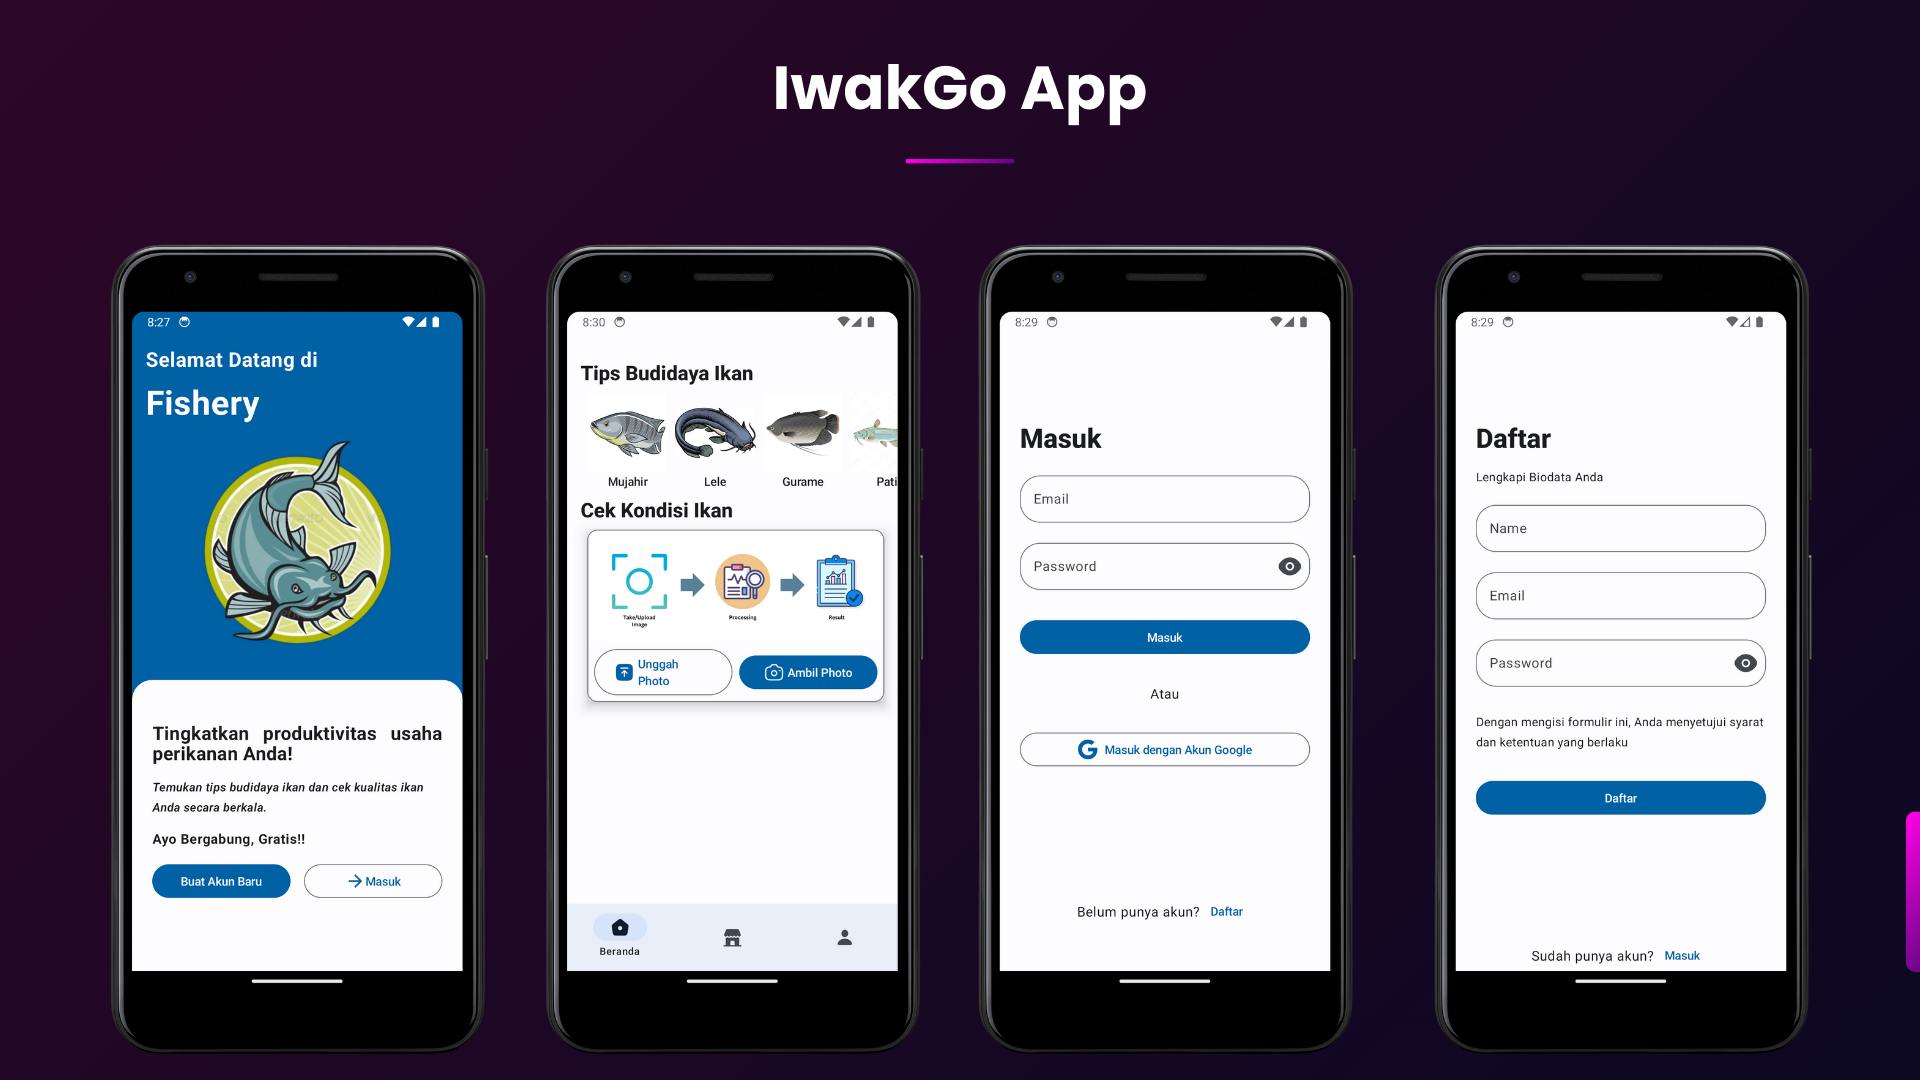 IwakGo App
8:27
Selamat Datang di
Fishery
Tingkatkan produktivitas usaha
perikanan Anda!
Temukan tips budidaya ikan dan cek kualitas ikan
Anda secara berkala.
Ayo Bergabung, Gratis!!
Buat Akun Baru
Masuk
8:30
Tips Budidaya Ikan
Mujahir
Lele
Gurame
Pati
Cek Kondisi Ikan
Take/Upload
Image
Processing
Result
Unggah
Photo
Ambil Photo
Beranda
8:29
Masuk
Email
Password
Masuk
Atau
Masuk dengan Akun Google
Belum punya akun? Daftar
8:29
Daftar
Lengkapi Biodata Anda
Name
Email
Password
Dengan mengisi formulir ini, Anda menyetujui syarat
dan ketentuan yang berlaku
Daftar
Sudah punya akun? Masuk